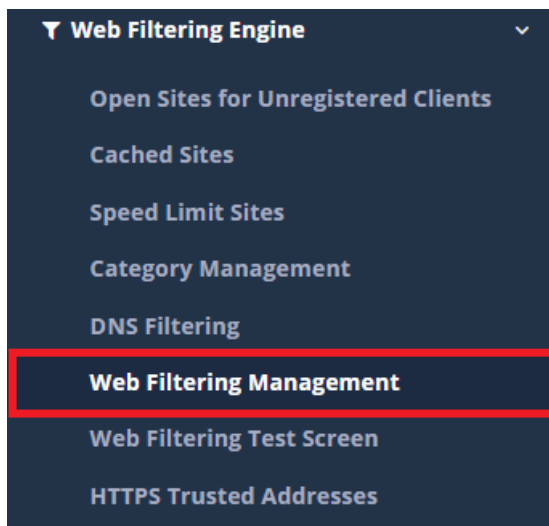 Web Filtering Engine
Open Sites for Unregistered Clients
Cached Sites
Speed Limit Sites
Category Management
DNS Filtering
Web Filtering Management
Web Filtering Test Screen
HTTPS Trusted Addresses